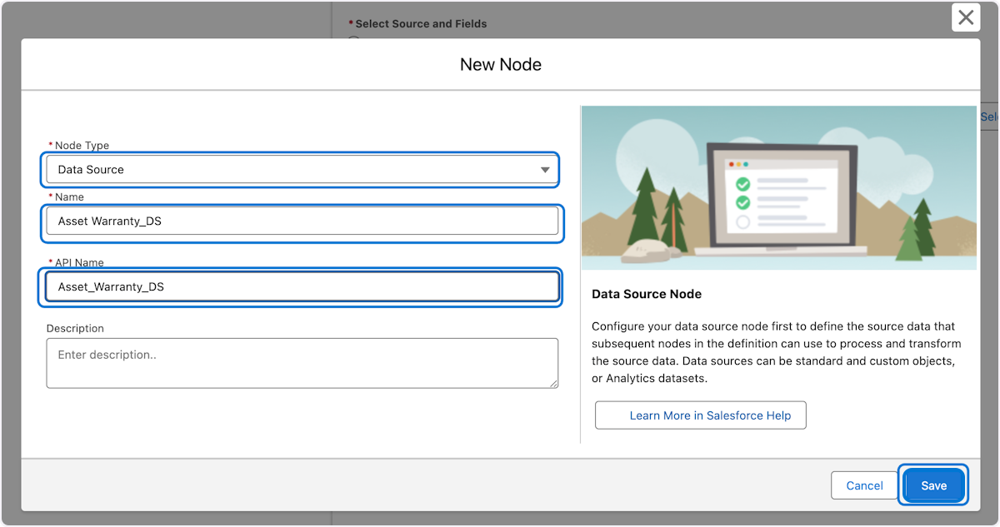 *Select Source and Fields
New Node
*Node Type
Data Source
*Name
Asset Warranty_DS
*API Name
Asset_Warranty_DS
Description
Enter description..
Data Source Node
Configure your data source node first to define the source data that
subsequent nodes in the definition can use to process and transform
the source data. Data sources can be standard and custom objects,
or Analytics datasets.
Learn More in Salesforce Help
Cancel
Save